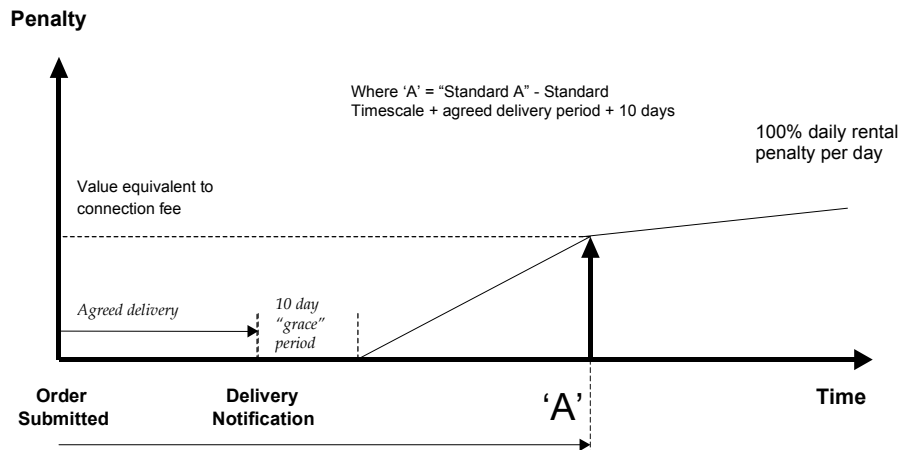 Penalty
Where ‘A’ = “Standard A” - Standard
Timescale + agreed delivery period + 10 days
100% daily rental
penalty per day
Value equivalent to
connection fee
Agreed delivery
10 day
“grace”
period
Order
Submitted
Delivery
Notification
‘A’
Time